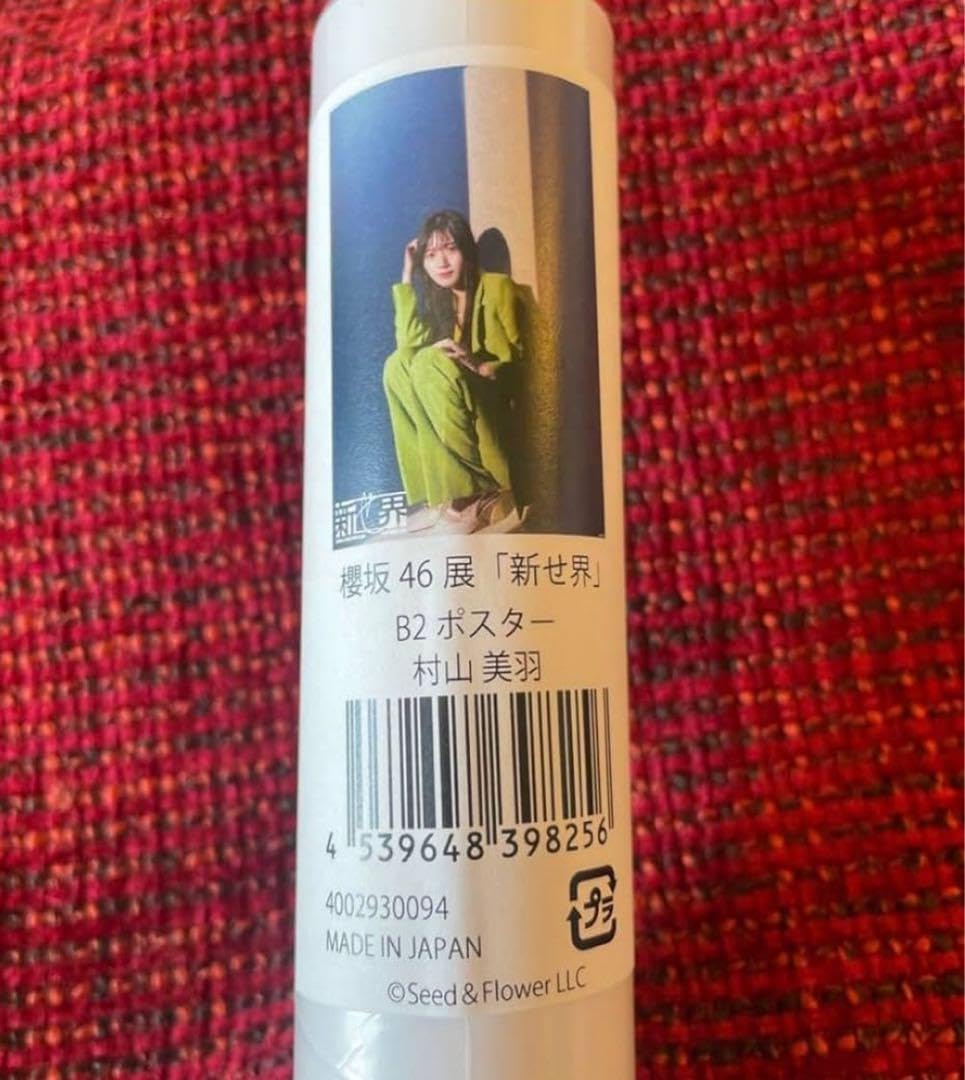 新せ界
櫻坂46展「新せ界」
B2ポスター
村山 美羽
4 539648 398256
4002930094
MADE IN JAPAN
プラ
©Seed & Flower LLC